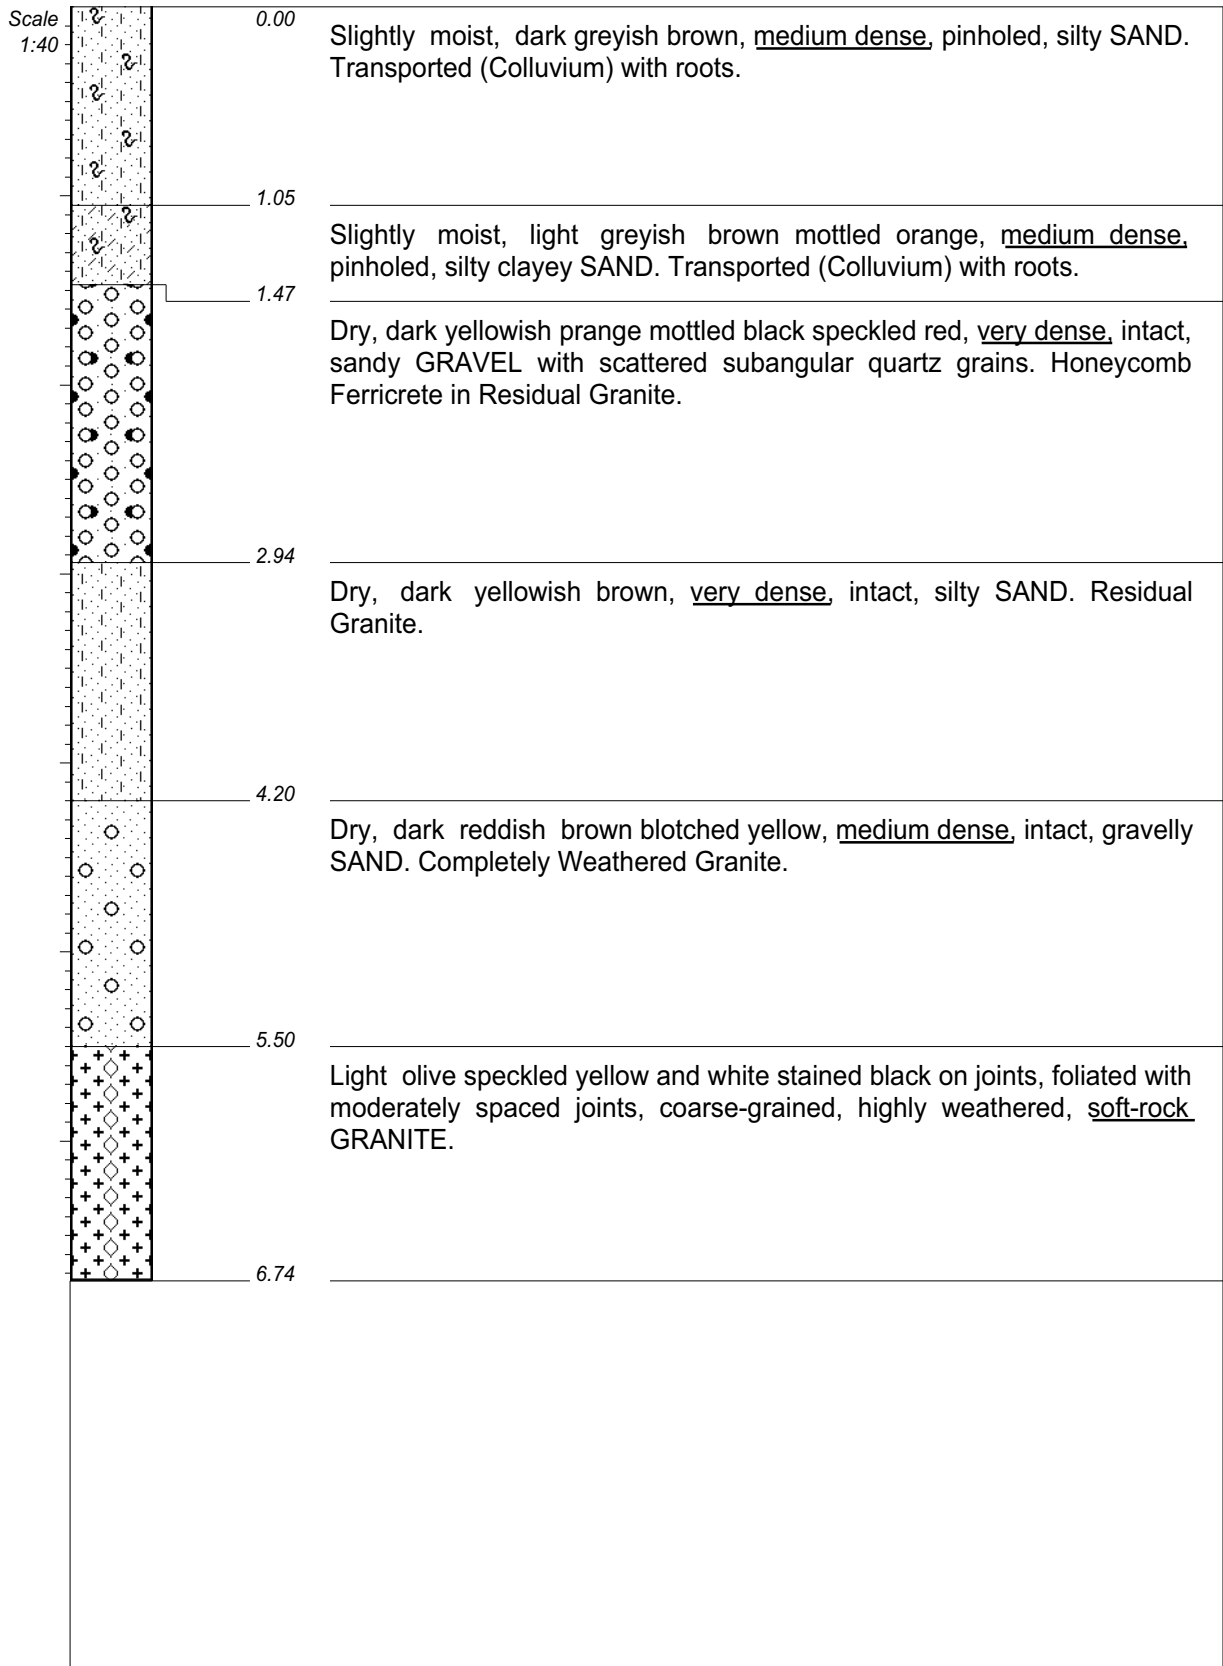 Scale
1:40
0.00
Slightly moist, dark greyish brown, medium dense, pinholed, silty SAND.
Transported (Colluvium) with roots.
1.05
Slightly moist, light greyish brown mottled orange, medium dense,
pinholed, silty clayey SAND. Transported (Colluvium) with roots.
1.47
Dry, dark yellowish prange mottled black speckled red, very dense, intact,
sandy GRAVEL with scattered subangular quartz grains. Honeycomb
Ferricrete in Residual Granite.
2.94
Dry, dark yellowish brown, very dense, intact, silty SAND. Residual
Granite.
4.20
Dry, dark reddish brown blotched yellow, medium dense, intact, gravelly
SAND. Completely Weathered Granite.
5.50
Light olive speckled yellow and white stained black on joints, foliated with
moderately spaced joints, coarse-grained, highly weathered, soft-rock
GRANITE.
6.74